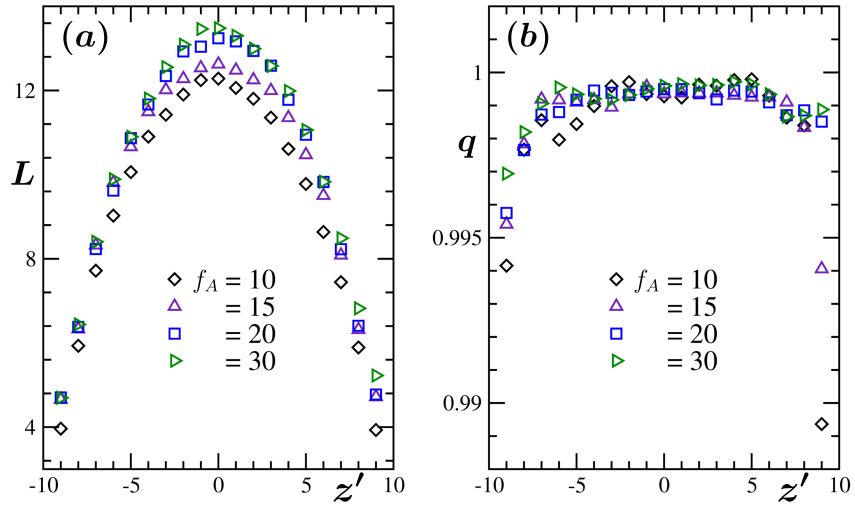 (a)
12
8
4
L
f_A = 10
= 15
= 20
= 30
-10 -5 0 5 10
z′
(b)
1
0.995
0.99
q
f_A = 10
= 15
= 20
= 30
-10 -5 0 5 10
z′